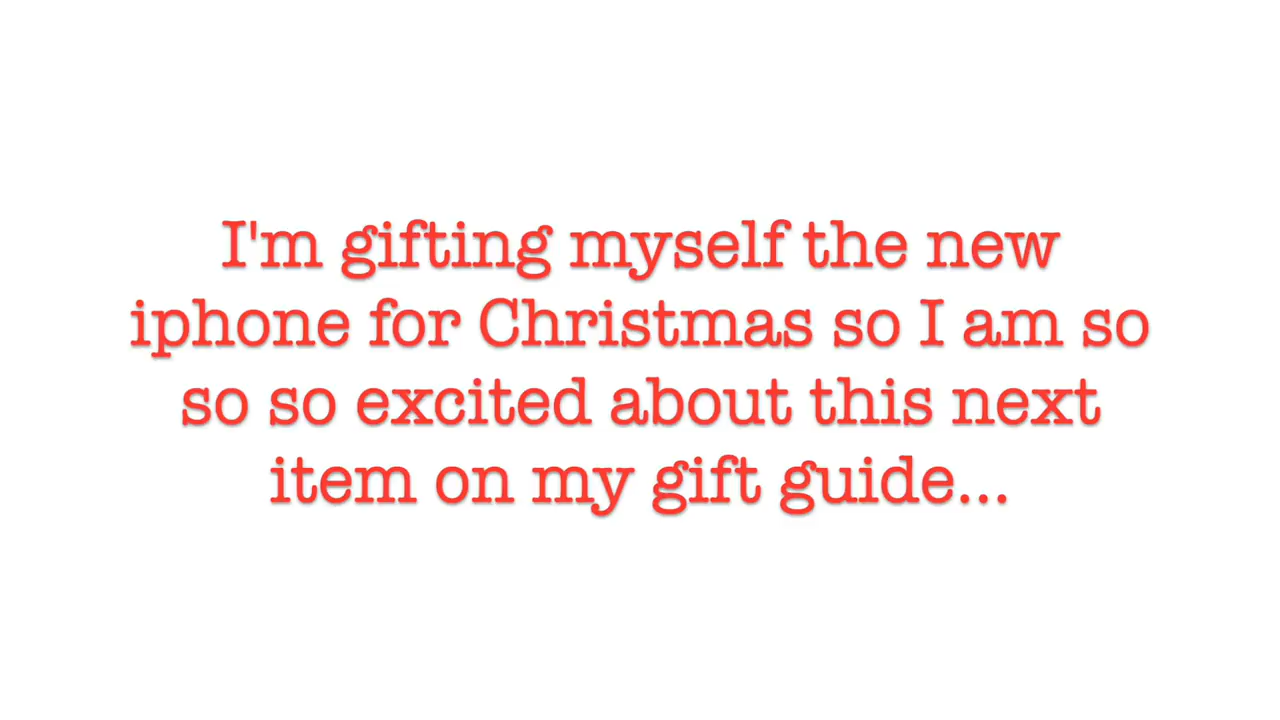 I'm gifting myself the new
iphone for Christmas so I am so
so so excited about this next
item on my gift guide...